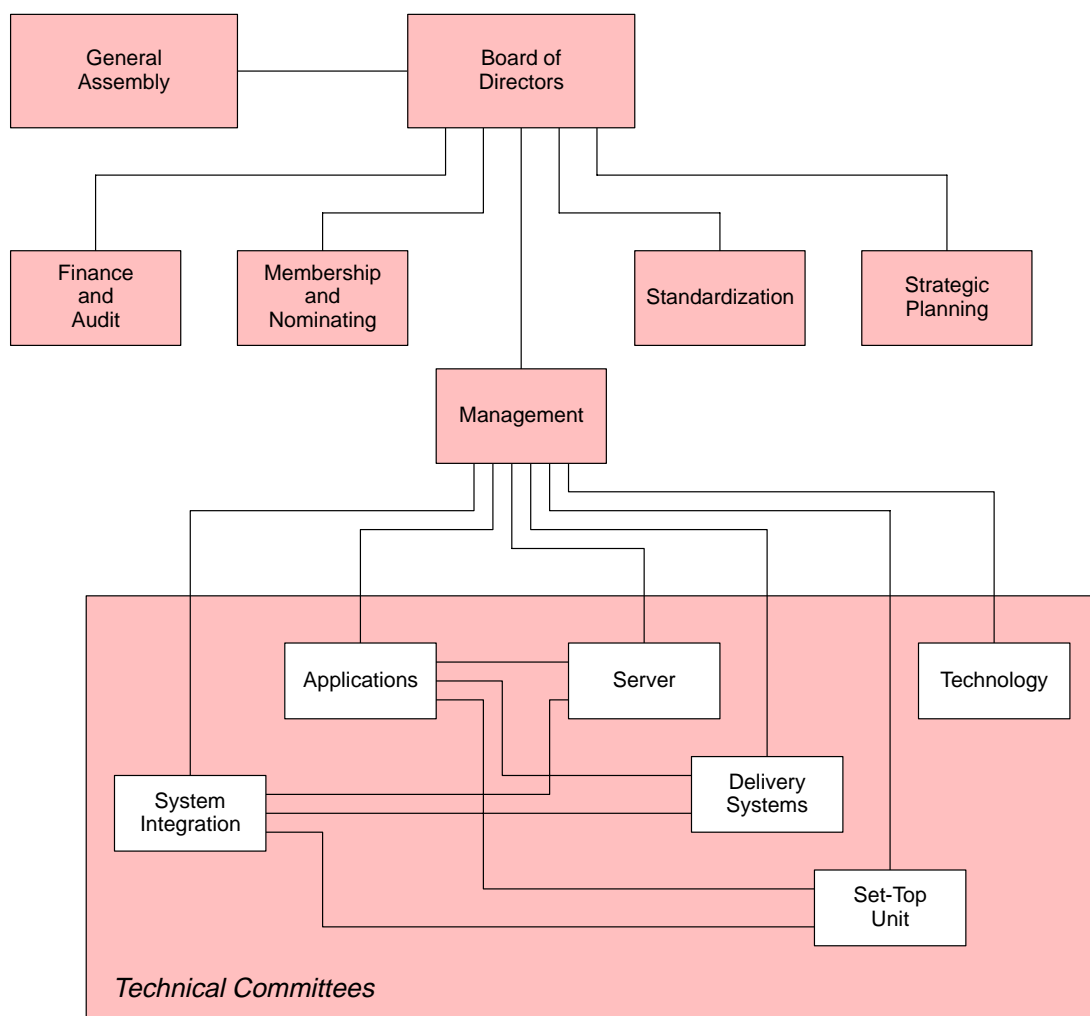 General
Assembly
Board of
Directors
Finance
and
Audit
Membership
and
Nominating
Standardization
Strategic
Planning
Management
Applications
Server
Technology
System
Integration
Delivery
Systems
Set-Top
Unit
Technical Committees